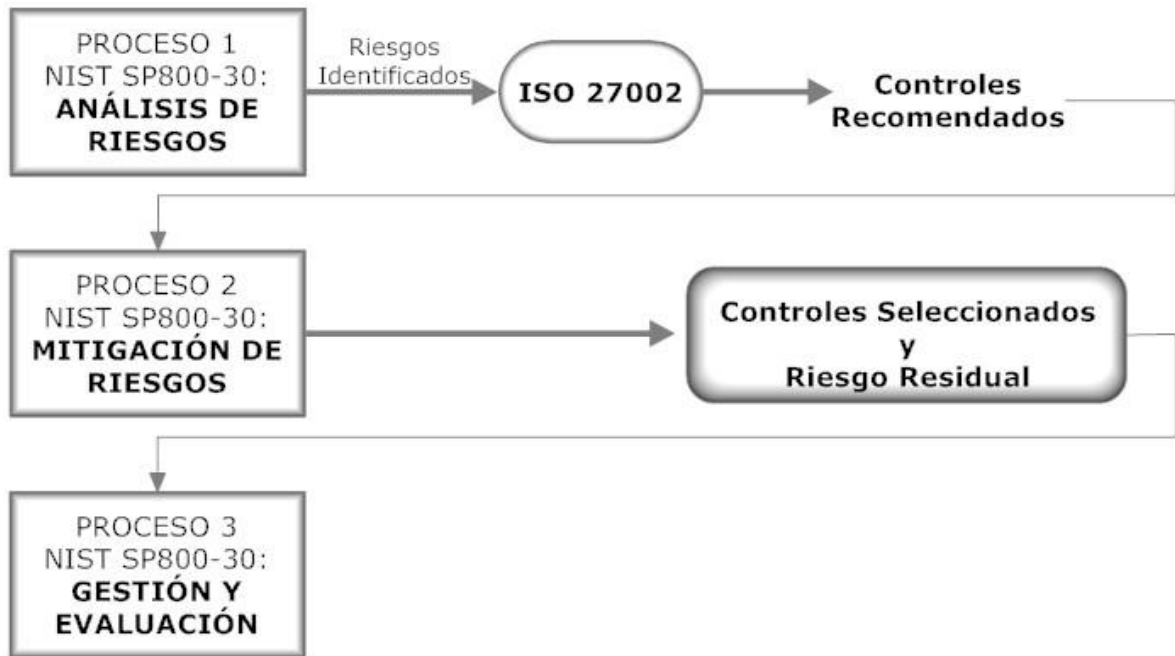 PROCESO 1
NIST SP800-30:
ANÁLISIS DE
RIESGOS
Riesgos
Identificados
ISO 27002
Controles
Recomendados
PROCESO 2
NIST SP800-30:
MITIGACIÓN DE
RIESGOS
Controles Seleccionados
y
Riesgo Residual
PROCESO 3
NIST SP800-30:
GESTIÓN Y
EVALUACIÓN